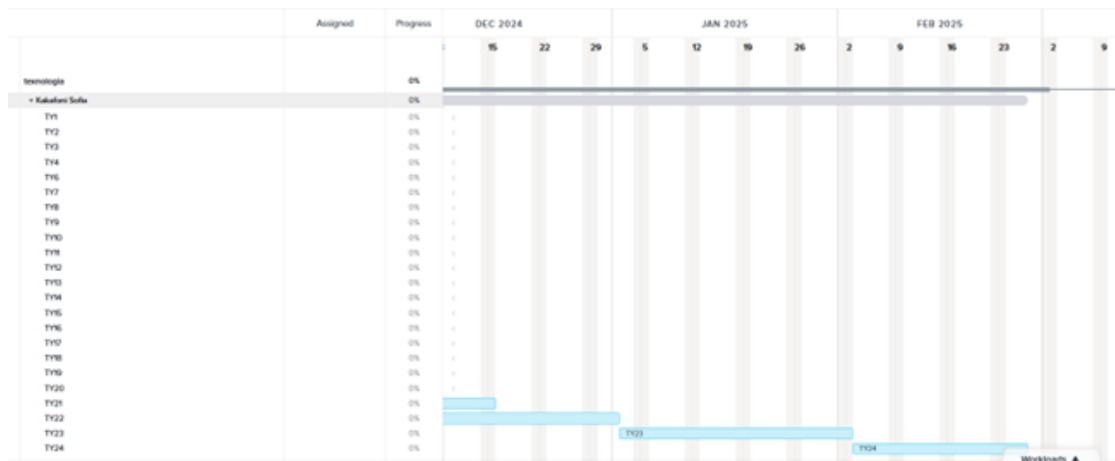 Assigned Progress DEC 2024 JAN 2025 FEB 2025
15 22 29 5 12 19 26 2 9 16 23 2 9
texnologia 0%
Kakafoni Sofia 0%
TY1 0%
TY2 0%
TY3 0%
TY4 0%
TY6 0%
TY7 0%
TY8 0%
TY9 0%
TY10 0%
TY11 0%
TY12 0%
TY13 0%
TY14 0%
TY15 0%
TY16 0%
TY17 0%
TY18 0%
TY19 0%
TY20 0%
TY21 0%
TY22 0%
TY23 0% TY23
TY24 0% TY24
Workloads